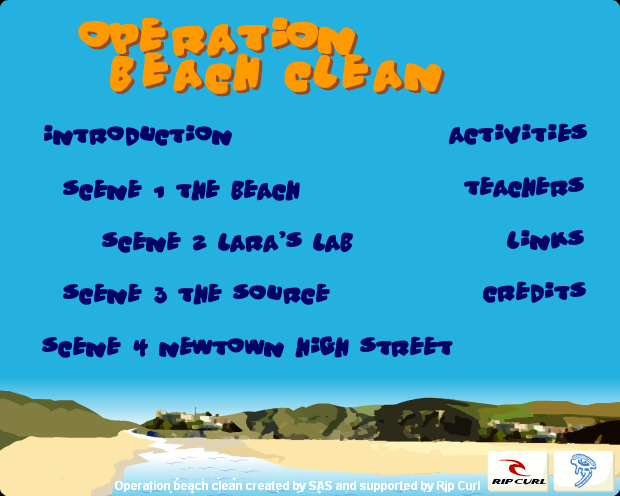 OPERATION
BEACH CLEAN
INTRODUCTION
SCENE 1 THE BEACH
SCENE 2 LARA'S LAB
SCENE 3 THE SOURCE
SCENE 4 NEWTOWN HIGH STREET
ACTIVITIES
TEACHERS
LINKS
CREDITS
RIP CURL
Operation beach clean created by SAS and supported by Rip Curl